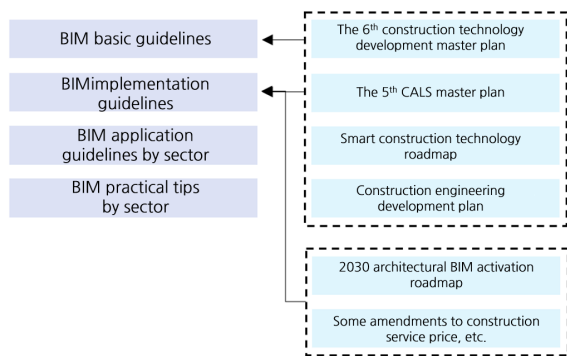 BIM basic guidelines
BIMimplementation
guidelines
BIM application
guidelines by sector
BIM practical tips
by sector
The 6th construction technology
development master plan
The 5th CALS master plan
Smart construction technology
roadmap
Construction engineering
development plan
2030 architectural BIM activation
roadmap
Some amendments to construction
service price, etc.